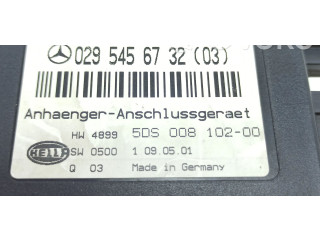 029 545 67 32 (03)
Anhaenger-Anschlussgeraet
HW 4899 5DS 008 102-00
HELLA SW 0500 1 09.05.01
Q 03 Made in Germany